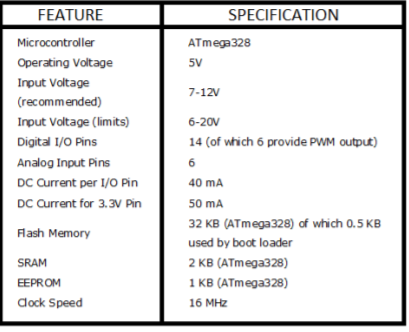 FEATURE SPECIFICATION
Microcontroller ATmega328
Operating Voltage 5V
Input Voltage
(recommended) 7-12V
Input Voltage (limits) 6-20V
Digital I/O Pins 14 (of which 6 provide PWM output)
Analog Input Pins 6
DC Current per I/O Pin 40 mA
DC Current for 3.3V Pin 50 mA
Flash Memory 32 KB (ATmega328) of which 0.5 KB
used by boot loader
SRAM 2 KB (ATmega328)
EEPROM 1 KB (ATmega328)
Clock Speed 16 MHz